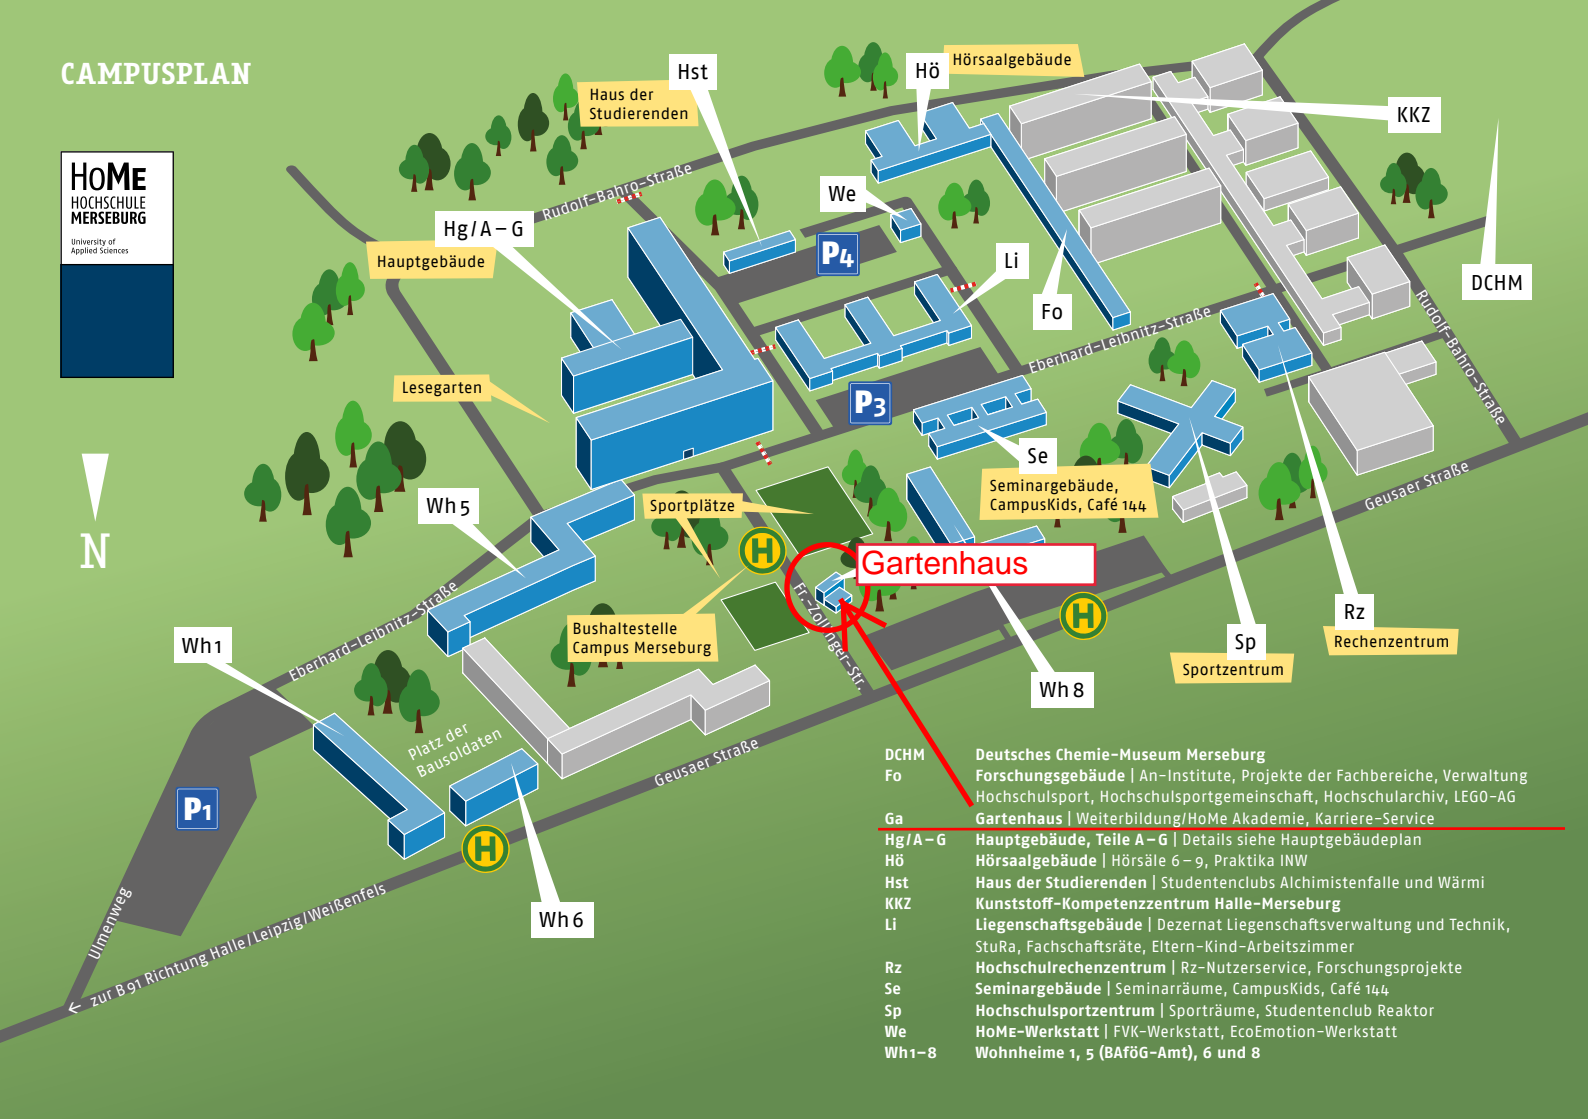 CAMPUSPLAN
HoMe
HOCHSCHULE
MERSEBURG
University of
Applied Sciences
N
Hst
Haus der
Studierenden
Hö
Hörsaalgebäude
KKZ
DCHM
We
Rudolf-Bahro-Straße
Hg/A–G
Hauptgebäude
P4
Li
Fo
Eberhard-Leibnitz-Straße
Rudolf-Bahro-Straße
Lesegarten
P3
Se
Seminargebäude,
CampusKids, Café 144
Geusaer Straße
Wh 5
Sportplätze
H
Gartenhaus
Fr.-Zollinger-Str.
H
Rz
Rechenzentrum
Sp
Sportzentrum
Bushaltestelle
Campus Merseburg
Eberhard-Leibnitz-Straße
Wh 1
Wh 8
Platz der
Bausoldaten
Geusaer Straße
P1
H
Wh 6
Ulmenweg
← zur B 91 Richtung Halle/Leipzig/Weißenfels
DCHM Deutsches Chemie-Museum Merseburg
Fo Forschungsgebäude | An-Institute, Projekte der Fachbereiche, Verwaltung
Hochschulsport, Hochschulsportgemeinschaft, Hochschularchiv, LEGO-AG
Ga Gartenhaus | Weiterbildung/HoMe Akademie, Karriere-Service
Hg/A–G Hauptgebäude, Teile A–G | Details siehe Hauptgebäudeplan
Hö Hörsaalgebäude | Hörsäle 6–9, Praktika INW
Hst Haus der Studierenden | Studentenclubs Alchimistenfalle und Wärmi
KKZ Kunststoff-Kompetenzzentrum Halle-Merseburg
Li Liegenschaftsgebäude | Dezernat Liegenschaftsverwaltung und Technik,
StuRa, Fachschaftsräte, Eltern-Kind-Arbeitszimmer
Rz Hochschulrechenzentrum | Rz-Nutzerservice, Forschungsprojekte
Se Seminargebäude | Seminarräume, CampusKids, Café 144
Sp Hochschulsportzentrum | Sporträume, Studentenclub Reaktor
We HoMe-Werkstatt | FVK-Werkstatt, EcoEmotion-Werkstatt
Wh1–8 Wohnheime 1, 5 (BAföG-Amt), 6 und 8